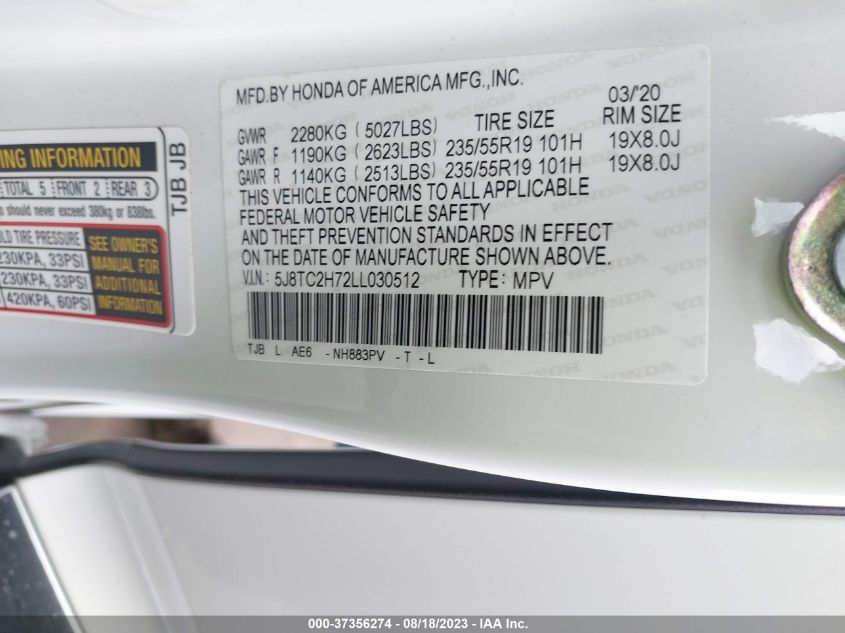 MFD.BY HONDA OF AMERICA MFG.,INC. 03/'20
TIRE SIZE RIM SIZE
GVWR 2280KG (5027LBS)
GAWR F 1190KG (2623LBS) 235/55R19 101H 19X8.0J
GAWR R 1140KG (2513LBS) 235/55R19 101H 19X8.0J
THIS VEHICLE CONFORMS TO ALL APPLICABLE
FEDERAL MOTOR VEHICLE SAFETY
AND THEFT PREVENTION STANDARDS IN EFFECT
ON THE DATE OF MANUFACTURE SHOWN ABOVE.
V.I.N.: 5J8TC2H72LL030512 TYPE: MPV
TJB L AE6 -NH883PV -T -L
TJB JB
ING INFORMATION
TOTAL 5 FRONT 2 REAR 3
should never exceed 380kg or 838lbs.
TIRE PRESSURE
230KPA, 33PSI
230KPA, 33PSI
420KPA, 60PSI
SEE OWNER'S
MANUAL FOR
ADDITIONAL
INFORMATION
000-37356274 - 08/18/2023 - IAA Inc.